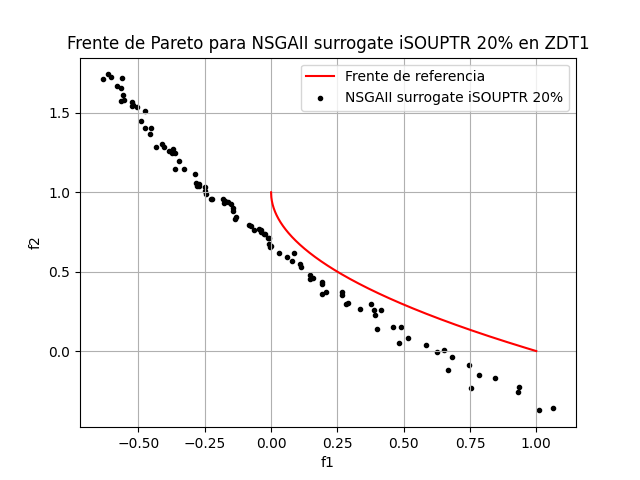 Frente de Pareto para NSGAII surrogate iSOUPTR 20% en ZDT1
Frente de referencia
NSGAII surrogate iSOUPTR 20%
1.5
1.0
0.5
0.0
f2
−0.50
−0.25
0.00
0.25
0.50
0.75
1.00
f1